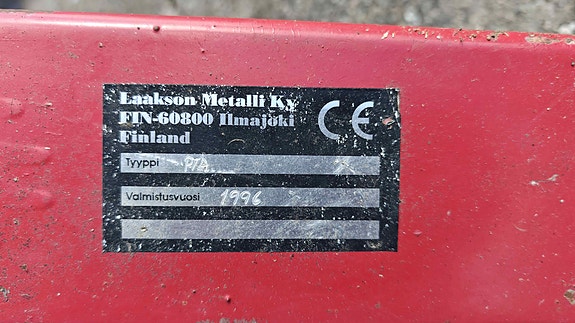 Laakson Metalli Ky
FIN-60800 Ilmajoki
Finland
CE
Tyyppi
Valmistusvuosi 1996